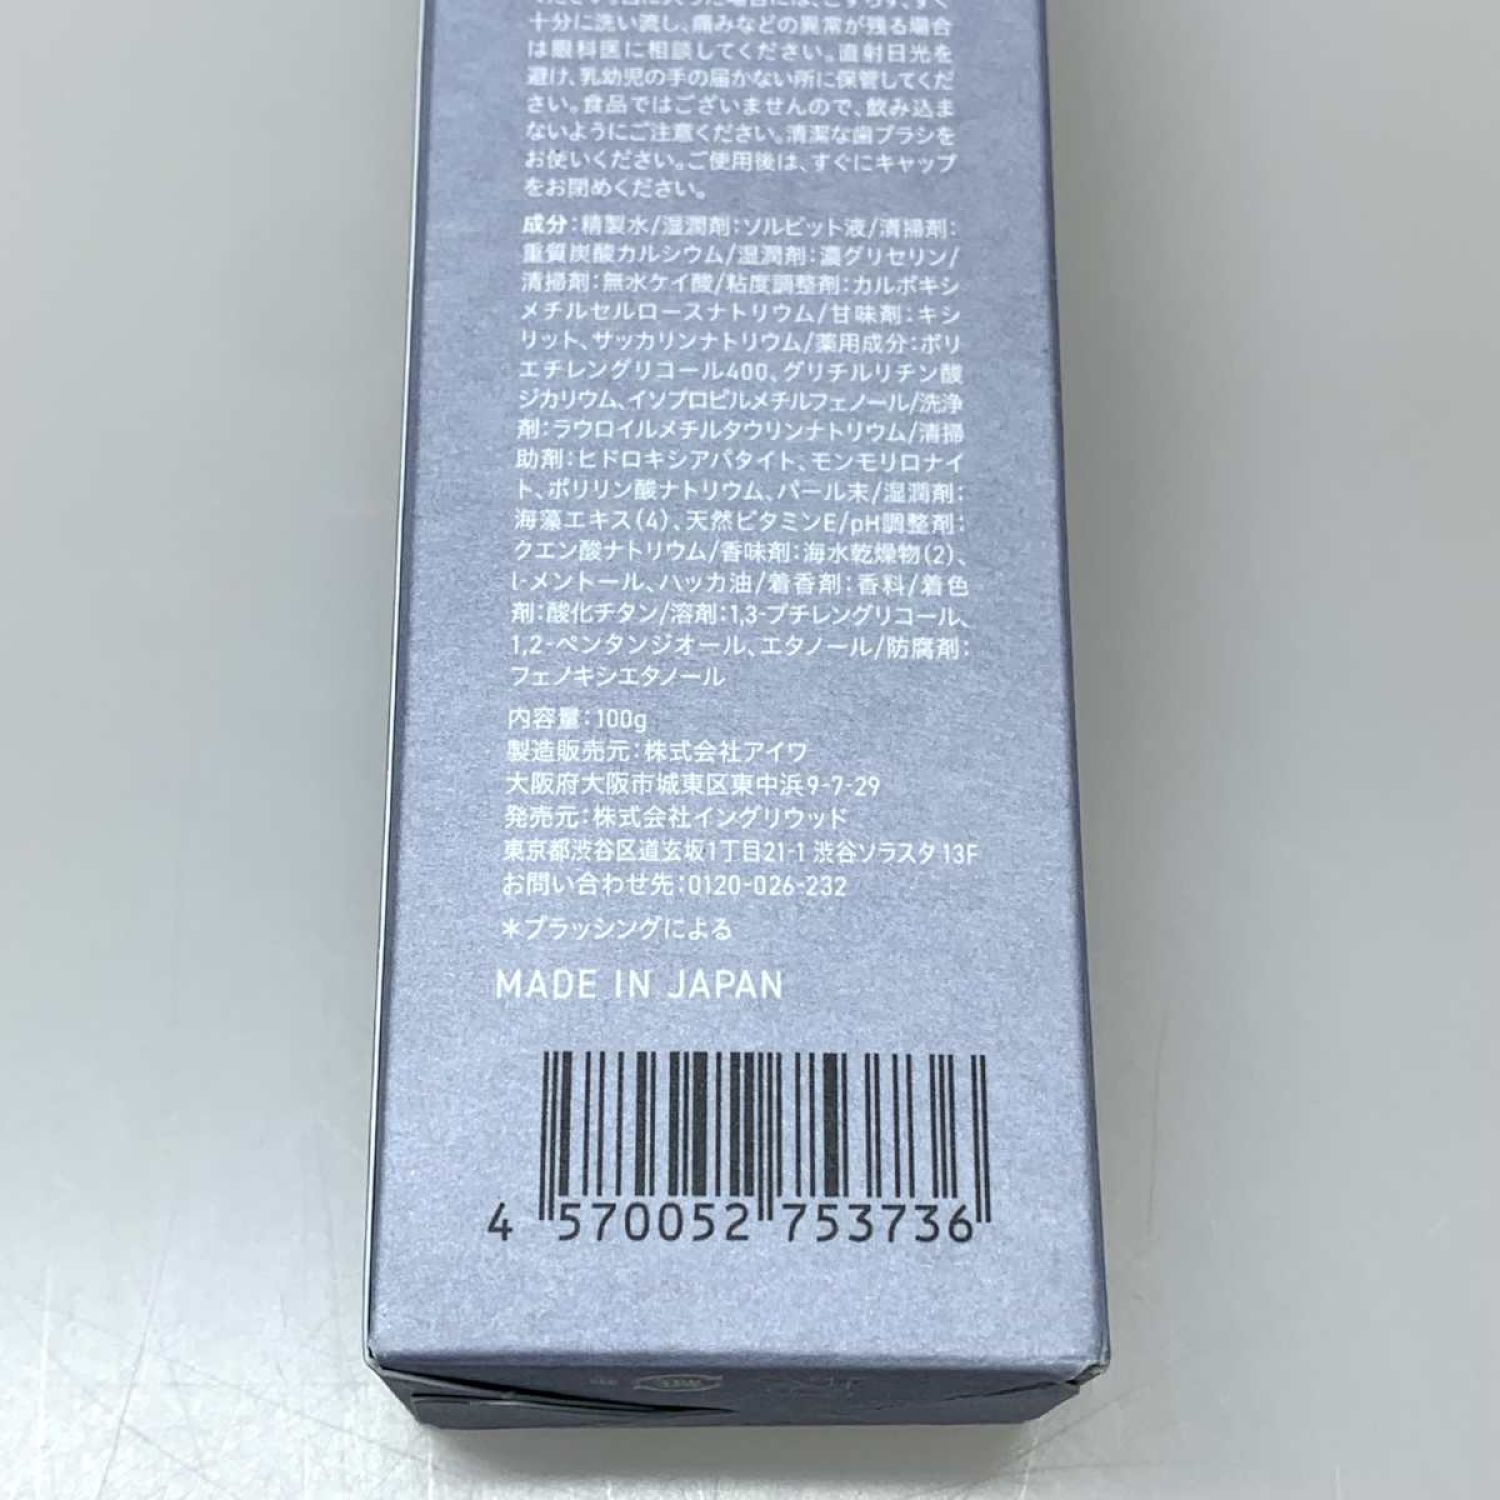 十分に洗い流し、痛みなどの異常が残る場合
は眼科医に相談してください。直射日光を
避け、乳幼児の手の届かない所に保管してくだ
さい。食品ではございませんので、飲み込ま
ないようにご注意ください。清潔な歯ブラシを
お使いください。ご使用後は、すぐにキャップ
をお閉めください。
成分：精製水/湿潤剤：ソルビット液/清掃剤：
重質炭酸カルシウム/湿潤剤：濃グリセリン/
清掃剤：無水ケイ酸/粘度調整剤：カルボキシ
メチルセルロースナトリウム/甘味剤：キシ
リット、サッカリンナトリウム/薬用成分：ポリ
エチレングリコール400、グリチルリチン酸
ジカリウム、イソプロピルメチルフェノール/洗浄
剤：ラウロイルメチルタウリンナトリウム/清掃
助剤：ヒドロキシアパタイト、モンモリロナイ
ト、ポリリン酸ナトリウム、パール末/湿潤剤：
海藻エキス(4)、天然ビタミンE/pH調整剤：
クエン酸ナトリウム/香味剤：海水乾燥物(2)、
l-メントール、ハッカ油/着香剤：香料/着色
剤：酸化チタン/溶剤：1,3-ブチレングリコール、
1,2-ペンタンジオール、エタノール/防腐剤：
フェノキシエタノール
内容量：100g
製造販売元：株式会社アイワ
大阪府大阪市城東区東中浜9-7-29
発売元：株式会社イングリウッド
東京都渋谷区道玄坂1丁目21-1 渋谷ソラスタ 13F
お問い合わせ先：0120-026-232
＊ブラッシングによる
MADE IN JAPAN
4 570052 753736